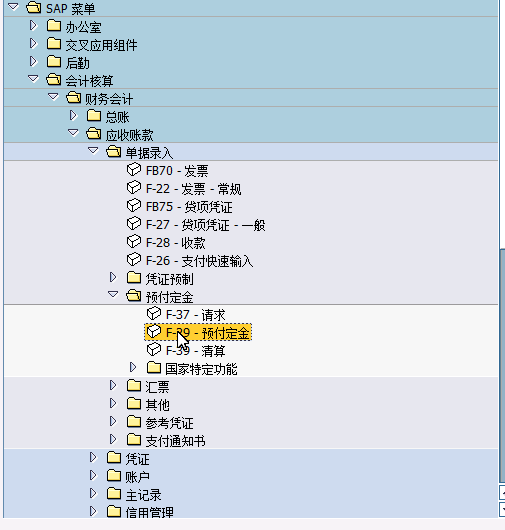 SAP 菜单
办公室
交叉应用组件
后勤
会计核算
财务会计
总账
应收账款
单据录入
FB70 - 发票
F-22 - 发票 - 常规
FB75 - 贷项凭证
F-27 - 贷项凭证 - 一般
F-28 - 收款
F-26 - 支付快速输入
凭证预制
预付定金
F-37 - 请求
F-29 - 预付定金
F-39 - 清算
国家特定功能
汇票
其他
参考凭证
支付通知书
凭证
账户
主记录
信用管理